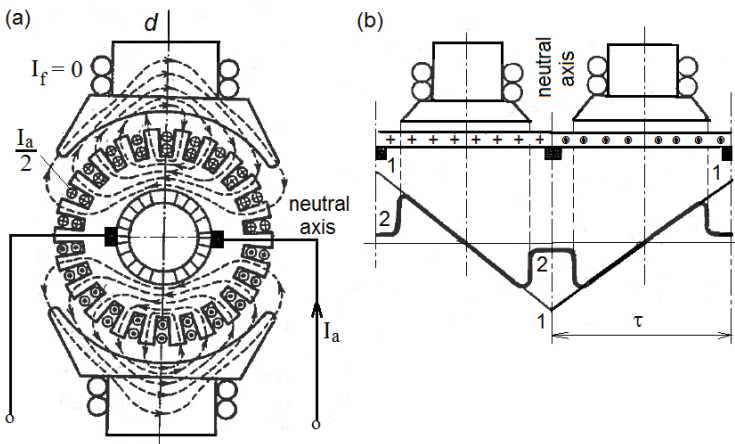 (a)
d
I_f = 0
I_a
2
neutral
axis
I_a
o
o
(b)
neutral
axis
+ + + + + + + +
1
1
2
2
1
τ